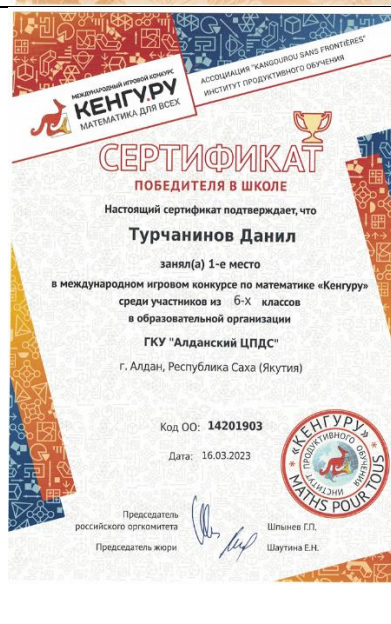 МЕЖДУНАРОДНЫЙ ИГРОВОЙ КОНКУРС
КЕНГУ.РУ
МАТЕМАТИКА ДЛЯ ВСЕХ
АССОЦИАЦИЯ "KANGOUROU SANS FRONTIÈRES"
ИНСТИТУТ ПРОДУКТИВНОГО ОБУЧЕНИЯ
СЕРТИФИКАТ
ПОБЕДИТЕЛЯ В ШКОЛЕ
Настоящий сертификат подтверждает, что
Турчанинов Данил
занял(а) 1-е место
в международном игровом конкурсе по математике «Кенгуру»
среди участников из 6-х классов
в образовательной организации
ГКУ "Алданский ЦПДС"
г. Алдан, Республика Саха (Якутия)
Код ОО: 14201903
Дата: 16.03.2023
«КЕНГУРУ»
ИНСТИТУТ ПРОДУКТИВНОГО ОБУЧЕНИЯ
MATHS POUR TOUS
Председатель
российского оргкомитета
Шпынев Г.П.
Председатель жюри
Шаутина Е.Н.